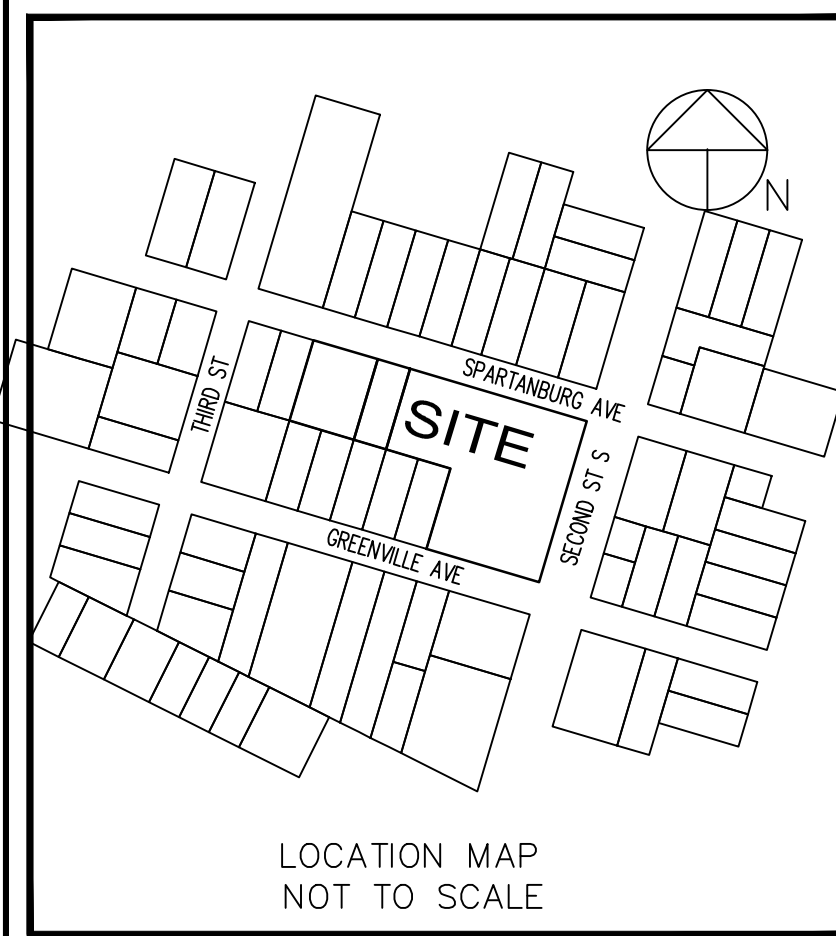 N
SPARTANBURG AVE
THIRD ST
SITE
SECOND ST S
GREENVILLE AVE
LOCATION MAP
NOT TO SCALE